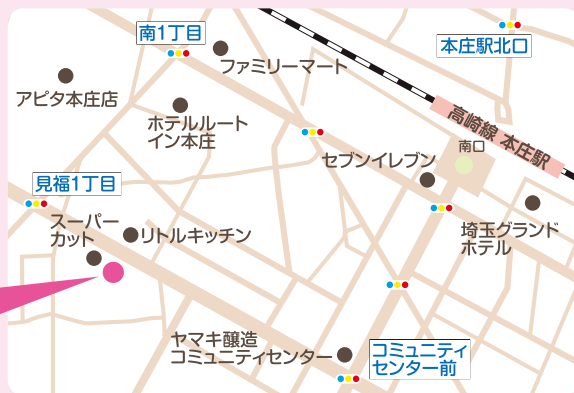 南1丁目
ファミリーマート
本庄駅北口
アピタ本庄店
ホテルルート
イン本庄
高崎線 本庄駅
南口
セブンイレブン
見福1丁目
スーパー
カット
リトルキッチン
埼玉グランド
ホテル
ヤマキ醸造
コミュニティセンター
コミュニティ
センター前